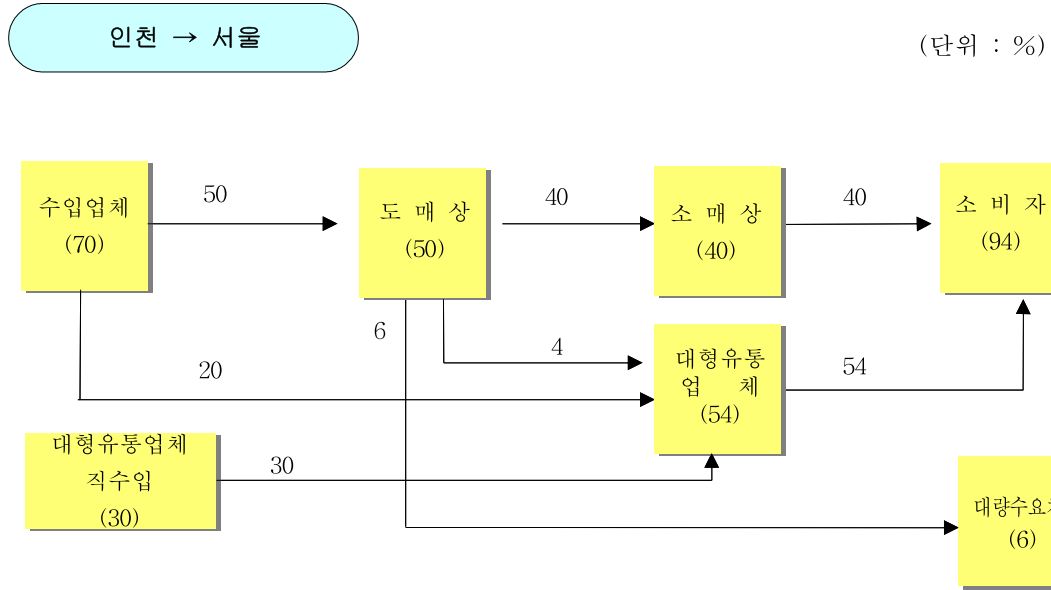 인천 → 서울
(단위 : %)
수입업체
(70)
50
도 매 상
(50)
40
소 매 상
(40)
40
소 비 자
(94)
6
4
20
대형유통
업 체
(54)
54
대형유통업체
직수입
(30)
30
(6)